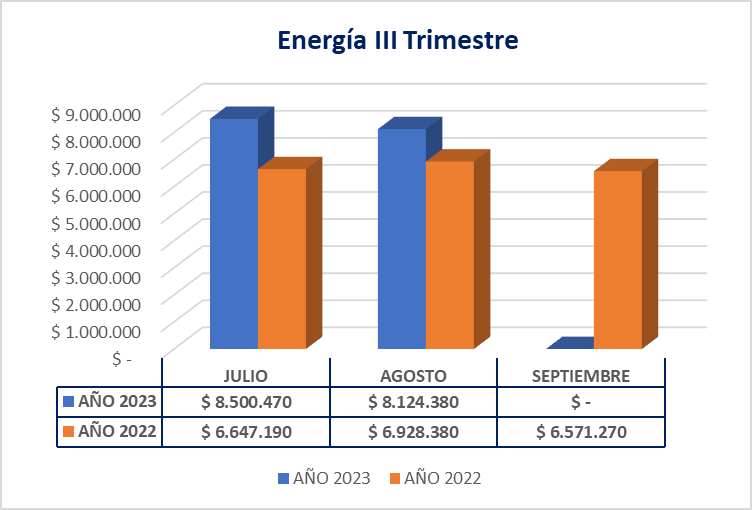 Energía III Trimestre
$ 9.000.000
$ 8.000.000
$ 7.000.000
$ 6.000.000
$ 5.000.000
$ 4.000.000
$ 3.000.000
$ 2.000.000
$ 1.000.000
$ -
JULIO AGOSTO SEPTIEMBRE
AÑO 2023 $ 8.500.470 $ 8.124.380 $ -
AÑO 2022 $ 6.647.190 $ 6.928.380 $ 6.571.270
AÑO 2023 AÑO 2022